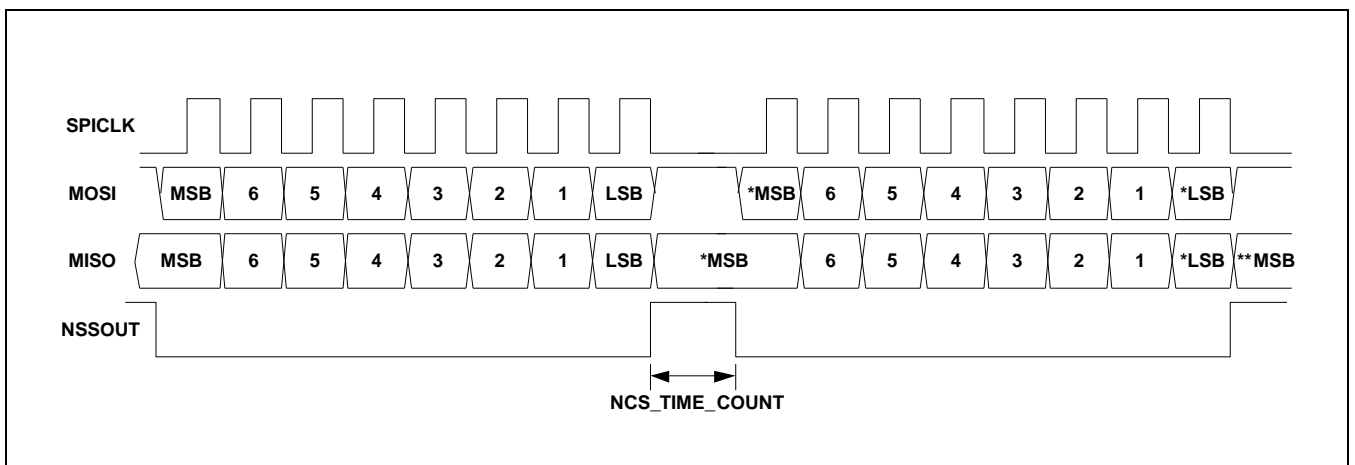 SPICLK
MOSI MSB 6 5 4 3 2 1 LSB *MSB 6 5 4 3 2 1 *LSB
MISO MSB 6 5 4 3 2 1 LSB *MSB 6 5 4 3 2 1 *LSB **MSB
NSSOUT
NCS_TIME_COUNT